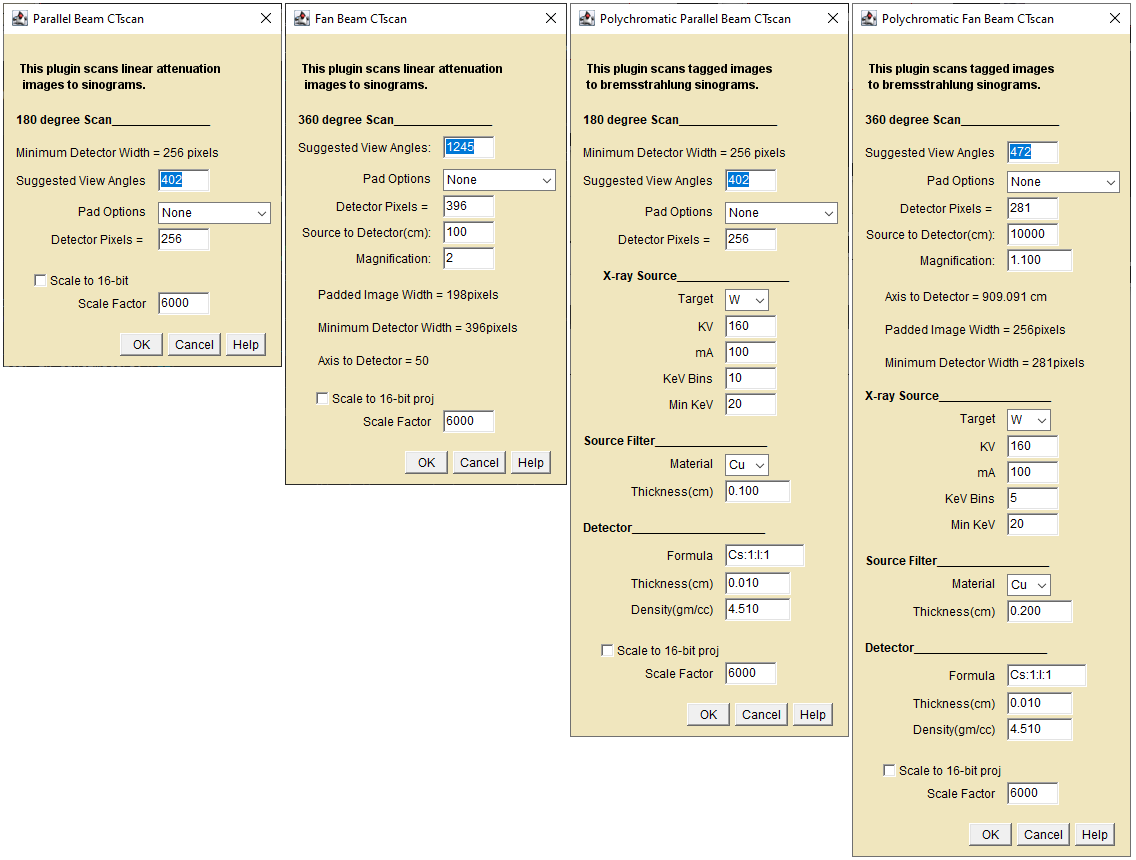 Parallel Beam CTscan
This plugin scans linear attenuation
images to sinograms.
180 degree Scan_______________
Minimum Detector Width = 256 pixels
Suggested View Angles 402
Pad Options None
Detector Pixels = 256
Scale to 16-bit
Scale Factor 6000
OK Cancel Help
Fan Beam CTscan
This plugin scans linear attenuation
images to sinograms.
360 degree Scan_______________
Suggested View Angles: 1245
Pad Options None
Detector Pixels = 396
Source to Detector(cm): 100
Magnification: 2
Padded Image Width = 198pixels
Minimum Detector Width = 396pixels
Axis to Detector = 50
Scale to 16-bit proj
Scale Factor 6000
OK Cancel Help
Polychromatic Parallel Beam CTscan
This plugin scans tagged images
to bremsstrahlung sinograms.
180 degree Scan_______________
Minimum Detector Width = 256 pixels
Suggested View Angles 402
Pad Options None
Detector Pixels = 256
X-ray Source_________________
Target W
KV 160
mA 100
KeV Bins 10
Min KeV 20
Source Filter_________________
Material Cu
Thickness(cm) 0.100
Detector____________________
Formula Cs:1:I:1
Thickness(cm) 0.010
Density(gm/cc) 4.510
Scale to 16-bit proj
Scale Factor 6000
OK Cancel Help
Polychromatic Fan Beam CTscan
This plugin scans tagged images
to bremsstrahlung sinograms.
360 degree Scan_______________
Suggested View Angles 472
Pad Options None
Detector Pixels = 281
Source to Detector(cm): 10000
Magnification: 1.100
Axis to Detector = 909.091 cm
Padded Image Width = 256pixels
Minimum Detector Width = 281pixels
X-ray Source_________________
Target W
KV 160
mA 100
KeV Bins 5
Min KeV 20
Source Filter_________________
Material Cu
Thickness(cm) 0.200
Detector____________________
Formula Cs:1:I:1
Thickness(cm) 0.010
Density(gm/cc) 4.510
Scale to 16-bit proj
Scale Factor 6000
OK Cancel Help